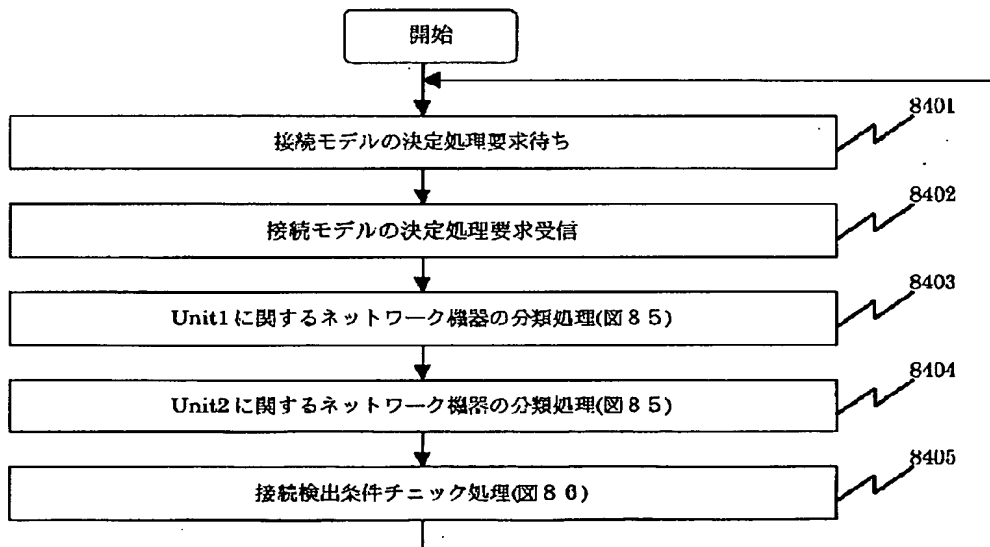 開始
8401
接続モデルの決定処理要求待ち
8402
接続モデルの決定処理要求受信
8403
Unit1に関するネットワーク機器の分類処理(図８５)
8404
Unit2に関するネットワーク機器の分類処理(図８５)
8405
接続検出条件チェック処理(図８６)